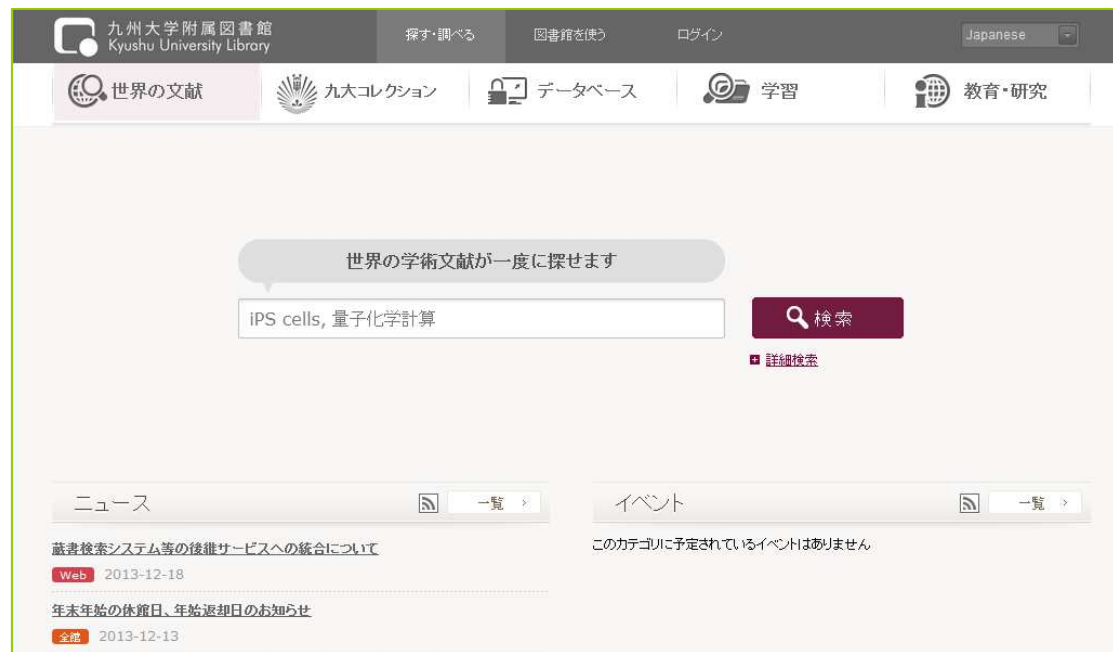 九州大学附属図書館
Kyushu University Library
探す・調べる 図書館を使う ログイン Japanese
世界の文献 九大コレクション データベース 学習 教育・研究
世界の学術文献が一度に探せます
iPS cells, 量子化学計算 検索
詳細検索
ニュース 一覧 イベント 一覧
蔵書検索システム等の後継サービスへの統合について このカテゴリに予定されているイベントはありません
Web 2013-12-18
年末年始の休館日、年始返却日のお知らせ
全館 2013-12-13